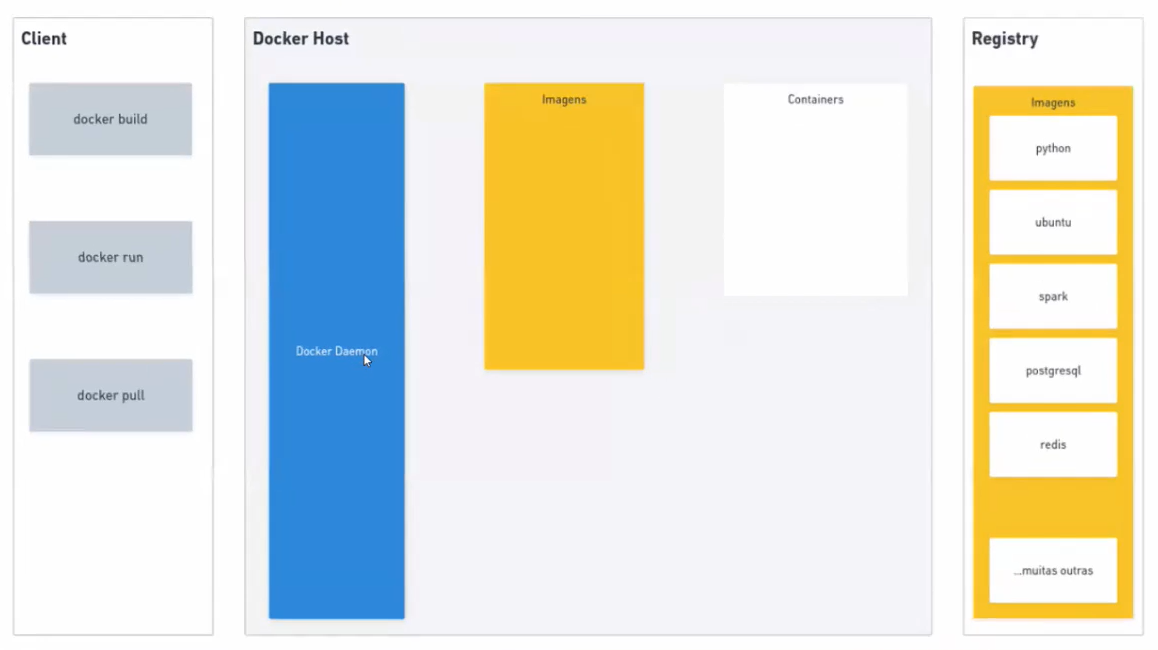 Client
docker build
docker run
docker pull
Docker Host
Docker Daemon
Imagens
Containers
Registry
Imagens
python
ubuntu
spark
postgresql
redis
...muitas outras